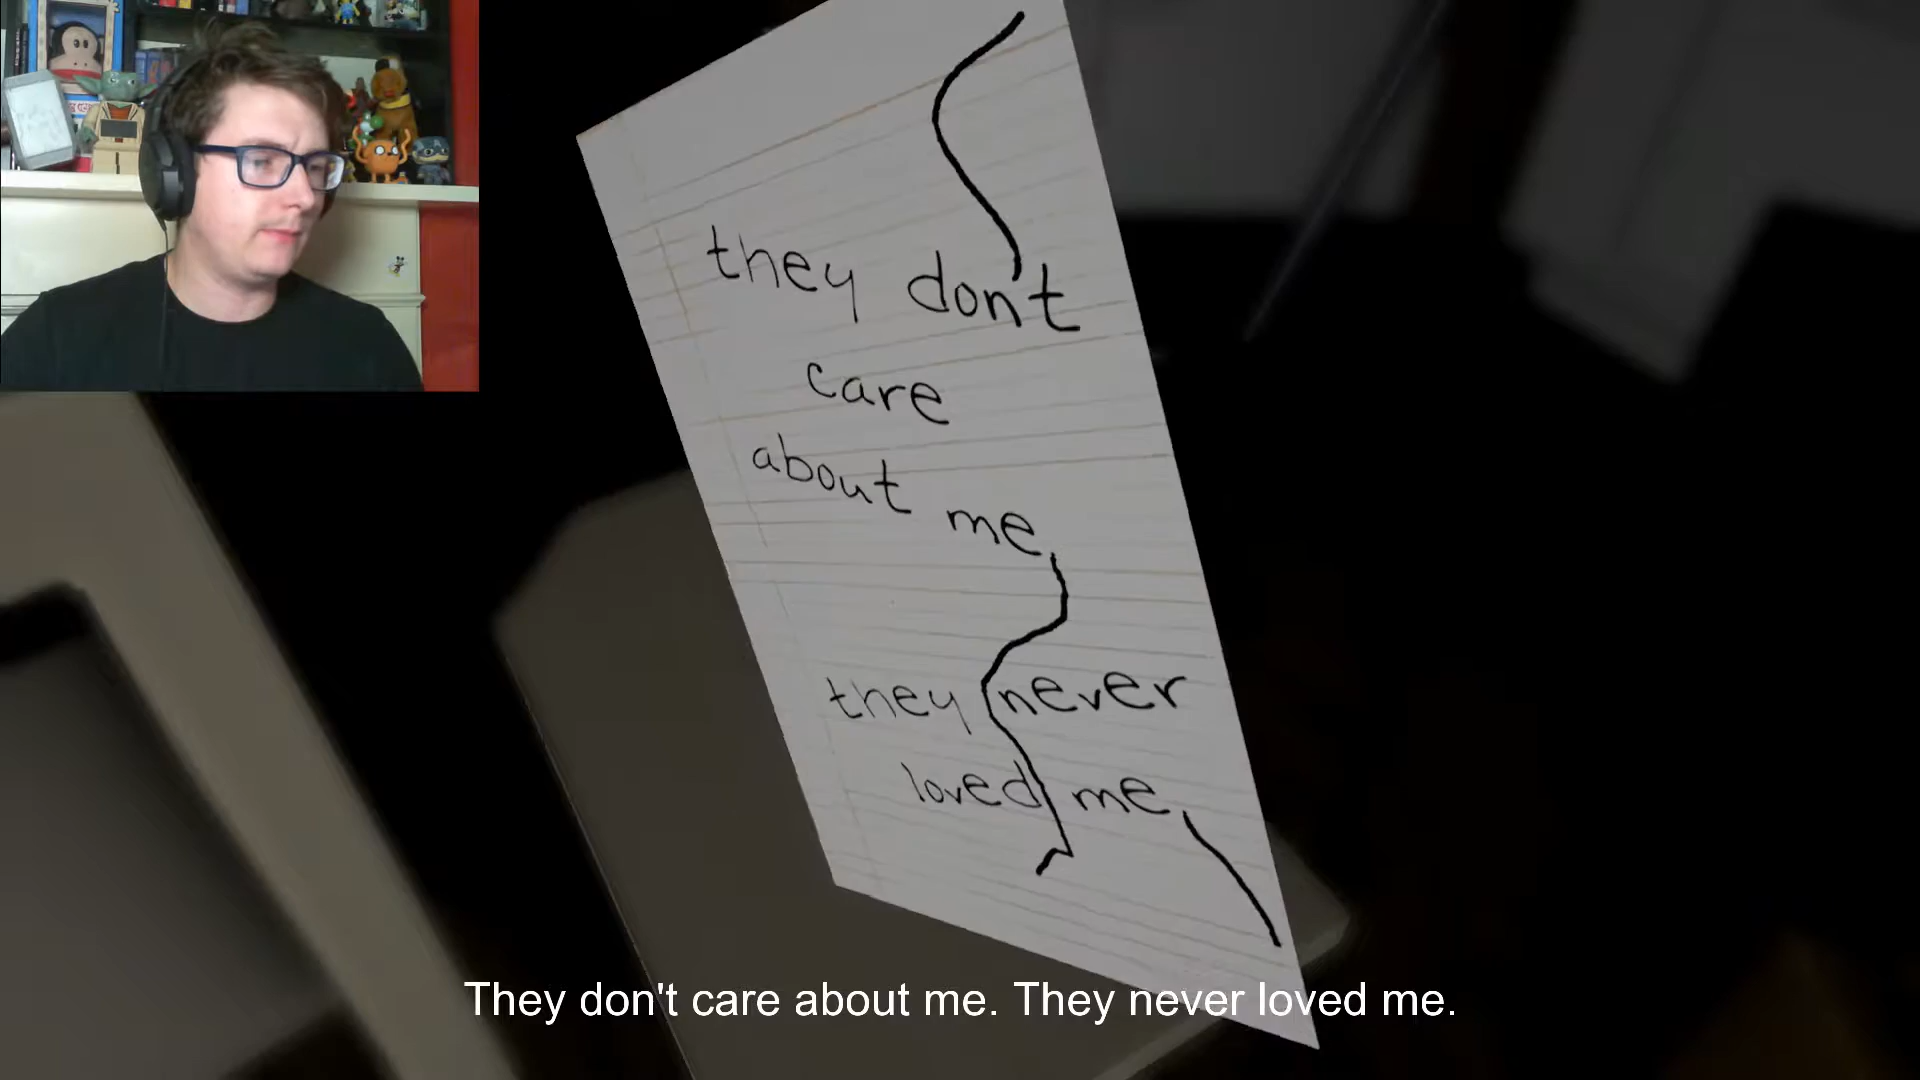 they don't
care
about me
they never
loved me
They don't care about me. They never loved me.